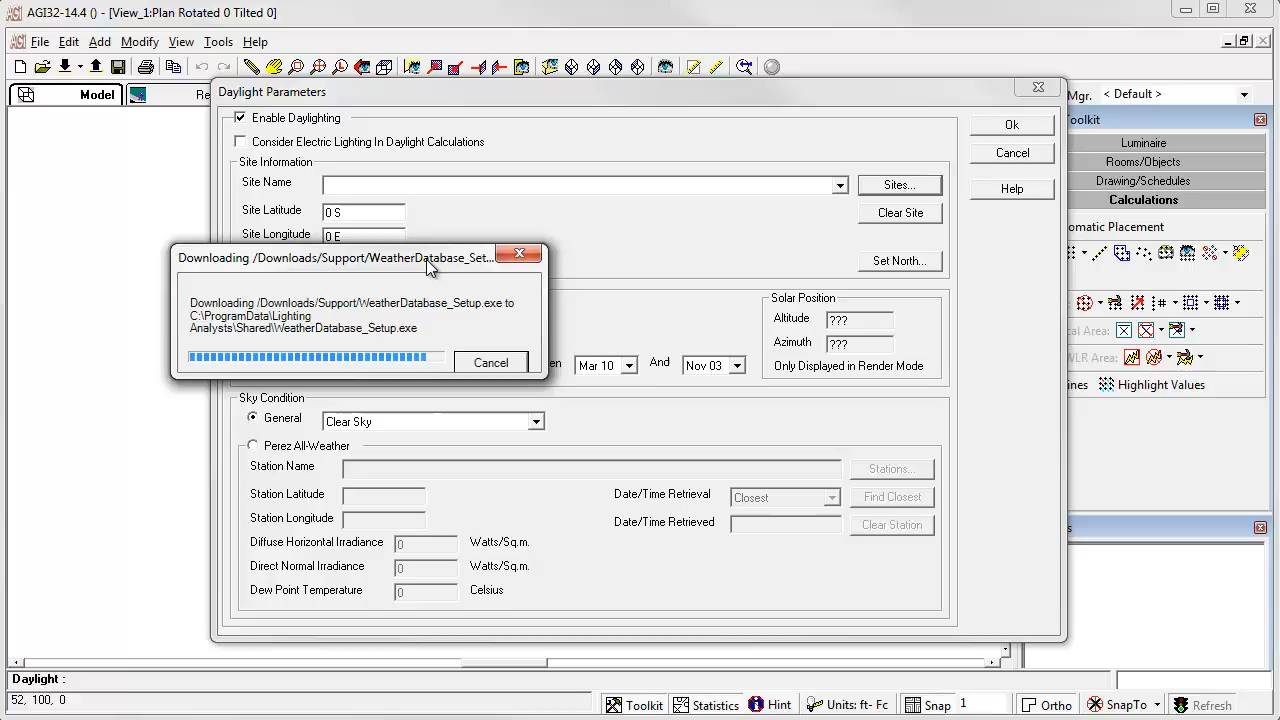 AGI32-14.4 () - [View_1:Plan Rotated 0 Tilted 0]
AGI File Edit Add Modify View Tools Help
Model Re
Mgr. < Default >
Daylight Parameters
Enable Daylighting
Consider Electric Lighting In Daylight Calculations
Site Information
Site Name
Sites...
Site Latitude 0 S
Clear Site
Site Longitude 0 E
Set North...
Ok
Cancel
Help
Downloading /Downloads/Support/WeatherDatabase_Set...
Downloading /Downloads/Support/WeatherDatabase_Setup.exe to
C:\ProgramData\Lighting
Analysts\Shared\WeatherDatabase_Setup.exe
Cancel
en Mar 10 And Nov 03
Solar Position
Altitude ???
Azimuth ???
Only Displayed in Render Mode
Sky Condition
General Clear Sky
Perez All-Weather
Station Name
Stations...
Station Latitude
Date/Time Retrieval Closest Find Closest
Station Longitude
Date/Time Retrieved Clear Station
Diffuse Horizontal Irradiance 0 Watts/Sq.m.
Direct Normal Irradiance 0 Watts/Sq.m.
Dew Point Temperature 0 Celsius
oolkit
Luminaire
Rooms/Objects
Drawing/Schedules
Calculations
omatic Placement
cal Area:
WLR Area:
ines Highlight Values
s
Daylight :
52, 100, 0
Toolkit Statistics Hint Units: ft- Fc Snap 1 Ortho SnapTo Refresh